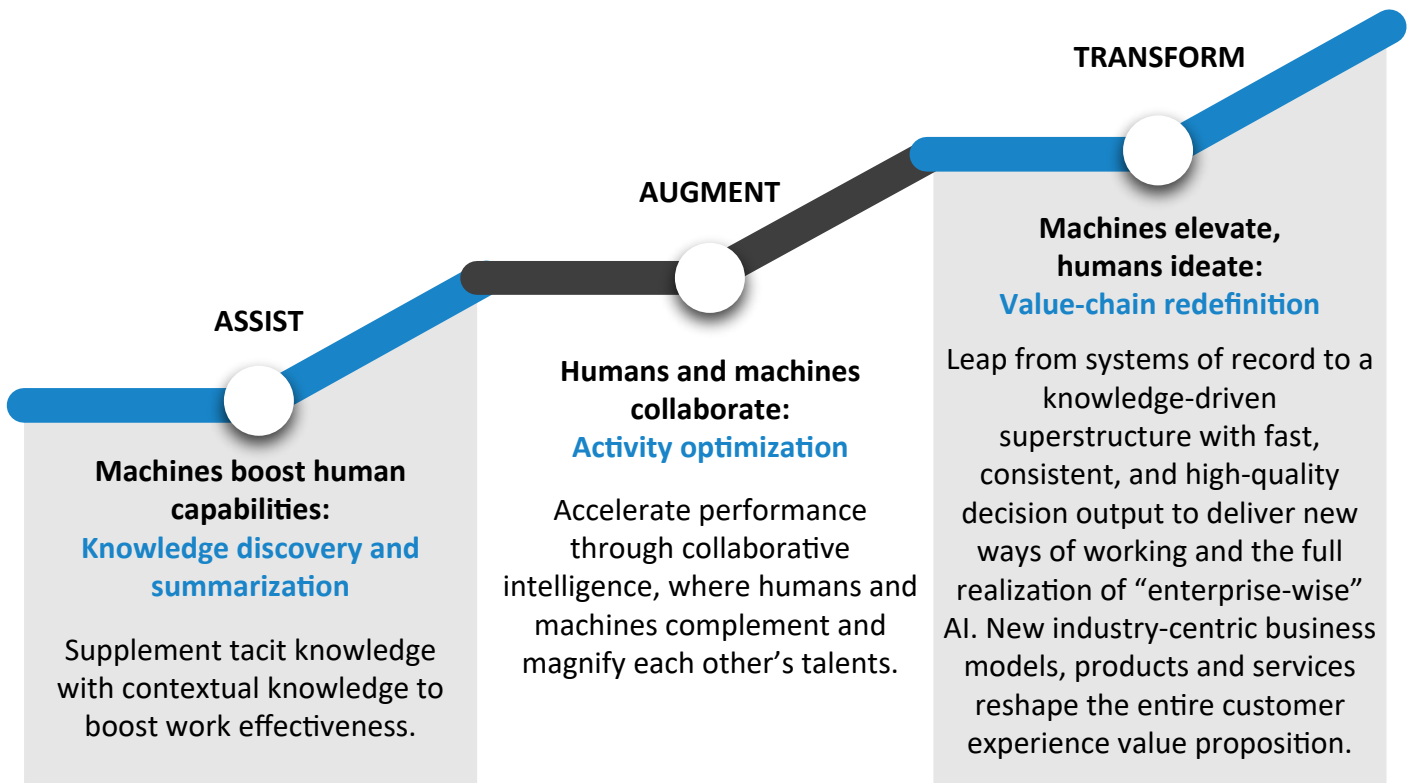 ASSIST
Machines boost human
capabilities:
Knowledge discovery and
summarization
Supplement tacit knowledge
with contextual knowledge to
boost work effectiveness.
AUGMENT
Humans and machines
collaborate:
Activity optimization
Accelerate performance
through collaborative
intelligence, where humans and
machines complement and
magnify each other’s talents.
TRANSFORM
Machines elevate,
humans ideate:
Value-chain redefinition
Leap from systems of record to a
knowledge-driven
superstructure with fast,
consistent, and high-quality
decision output to deliver new
ways of working and the full
realization of “enterprise-wise”
AI. New industry-centric business
models, products and services
reshape the entire customer
experience value proposition.